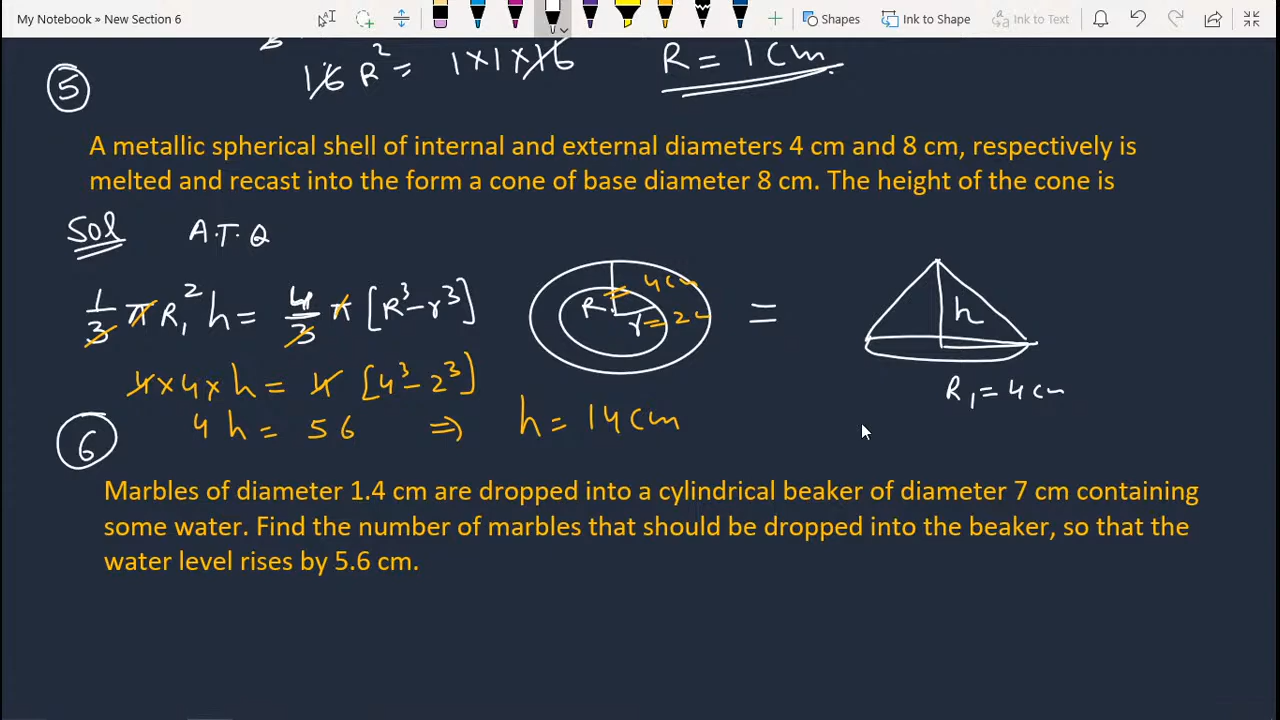 My Notebook » New Section 6
Shapes
Ink to Shape
Ink to Text
16 R² = 1×1×16 R = 1 cm
5
A metallic spherical shell of internal and external diameters 4 cm and 8 cm, respectively is
melted and recast into the form a cone of base diameter 8 cm. The height of the cone is
Sol A.T.Q
1/3 π R₁² h = 4/3 π [R³ - r³]
R = 4cm
r = 2
=
h
R₁ = 4 cm
4 × 4 × h = 4 [4³ - 2³]
4 h = 56 ⇒ h = 14 cm
6
Marbles of diameter 1.4 cm are dropped into a cylindrical beaker of diameter 7 cm containing
some water. Find the number of marbles that should be dropped into the beaker, so that the
water level rises by 5.6 cm.